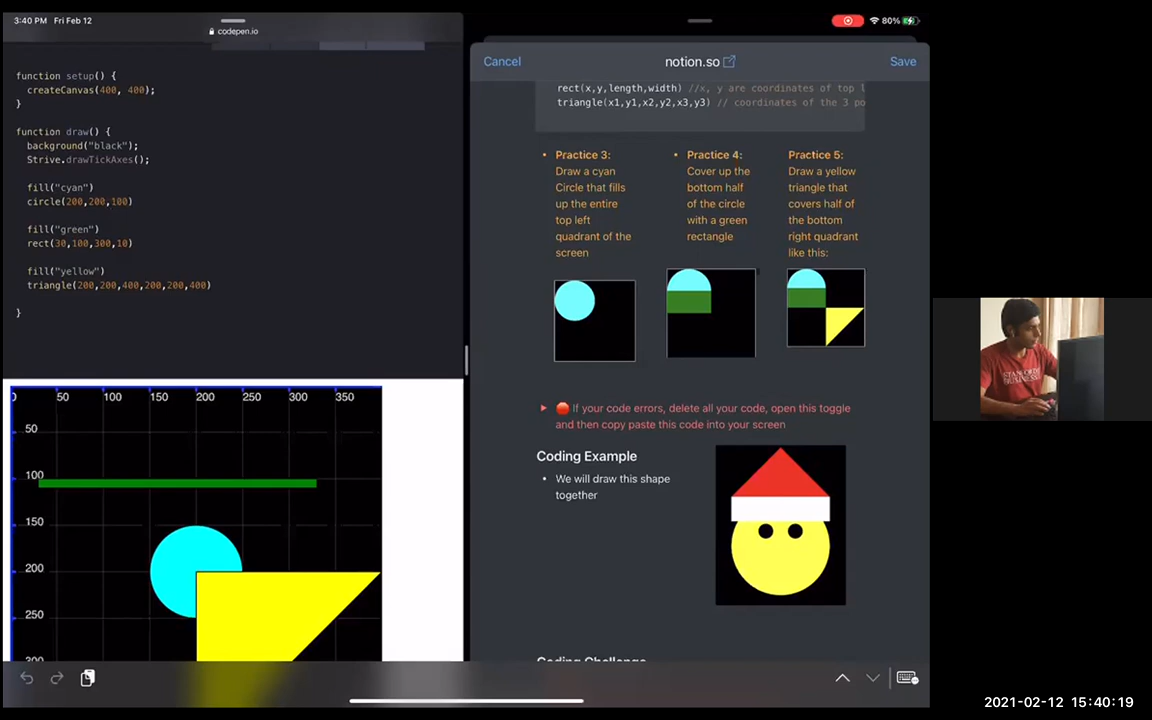 3:40 PM Fri Feb 12
codepen.io
80%
function setup() {
createCanvas(400, 400);
}
function draw() {
background("black");
Strive.drawTickAxes();
fill("cyan")
circle(200,200,100)
fill("green")
rect(30,100,300,10)
fill("yellow")
triangle(200,200,400,200,200,400)
}
0 50 100 150 200 250 300 350
50
100
150
200
250
300
Cancel
notion.so
Save
rect(x,y,length,width) //x, y are coordinates of top l
triangle(x1,y1,x2,y2,x3,y3) // coordinates of the 3 po
• Practice 3:
Draw a cyan
Circle that fills
up the entire
top left
quadrant of the
screen
• Practice 4:
Cover up the
bottom half
of the circle
with a green
rectangle
Practice 5:
Draw a yellow
triangle that
covers half of
the bottom
right quadrant
like this:
If your code errors, delete all your code, open this toggle
and then copy paste this code into your screen
Coding Example
• We will draw this shape
together
Coding Challenge
STANFORD
BUSINESS
2021-02-12 15:40:19